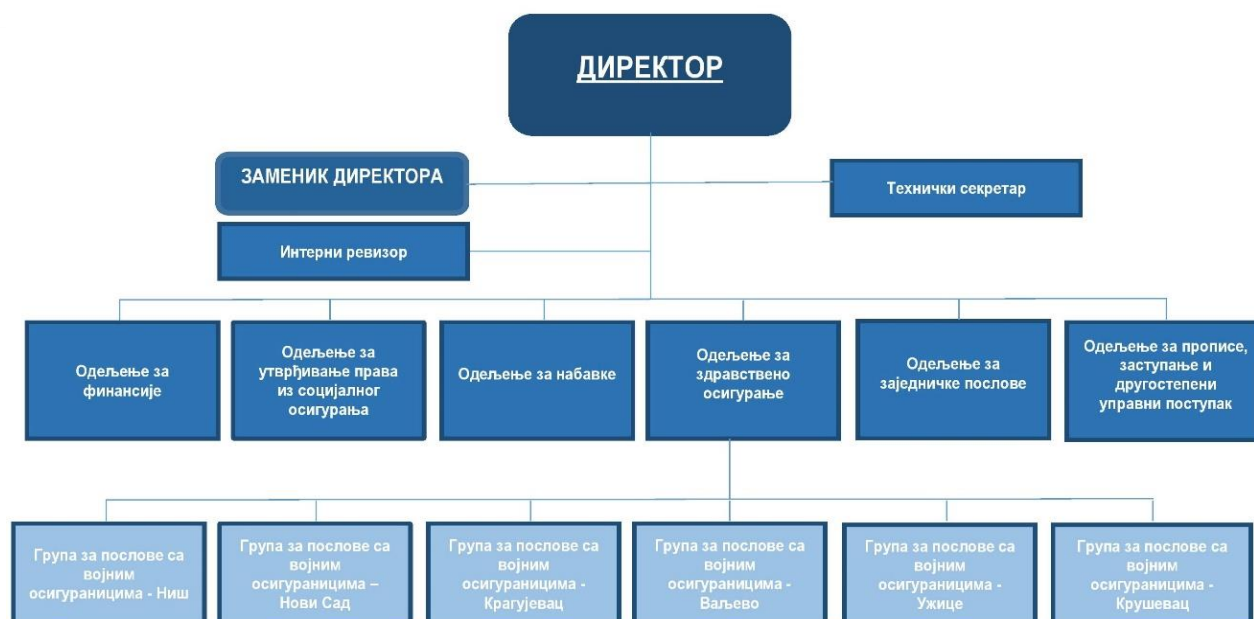 ДИРЕКТОР
ЗАМЕНИК ДИРЕКТОРА
Технички секретар
Интерни ревизор
Одељење за
финансије
Одељење за
утврђивање права
из социјалног
осигурања
Одељење за набавке
Одељење за
здравствено
осигурање
Одељење за
заједничке послове
Одељење за прописе,
заступање и
другостепени
управни поступак
Група за послове са
војним
осигураницима - Ниш
Група за послове са
војним
осигураницима –
Нови Сад
Група за послове са
војним
осигураницима -
Крагујевац
Група за послове са
војним
осигураницима -
Ваљево
Група за послове са
војним
осигураницима -
Ужице
Група за послове са
војним
осигураницима -
Крушевац